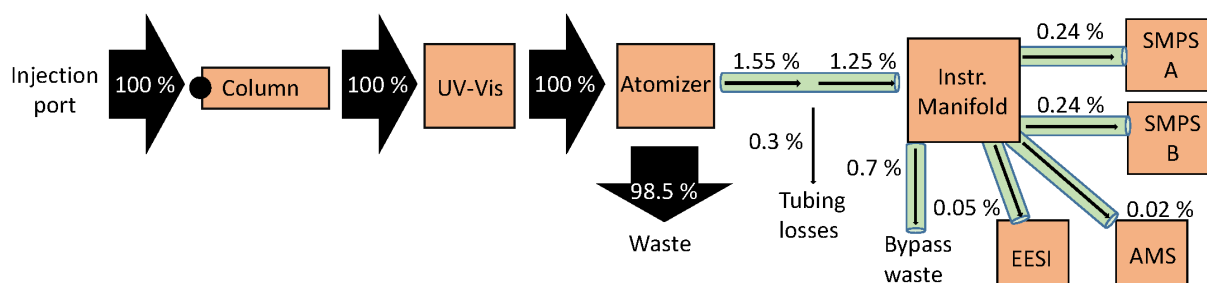 Injection
port
100 %
Column
100 %
UV-Vis
100 %
Atomizer
98.5 %
Waste
1.55 %
1.25 %
0.3 %
Tubing
losses
Instr.
Manifold
0.24 %
SMPS
A
0.24 %
SMPS
B
0.7 %
Bypass
waste
0.05 %
EESI
0.02 %
AMS